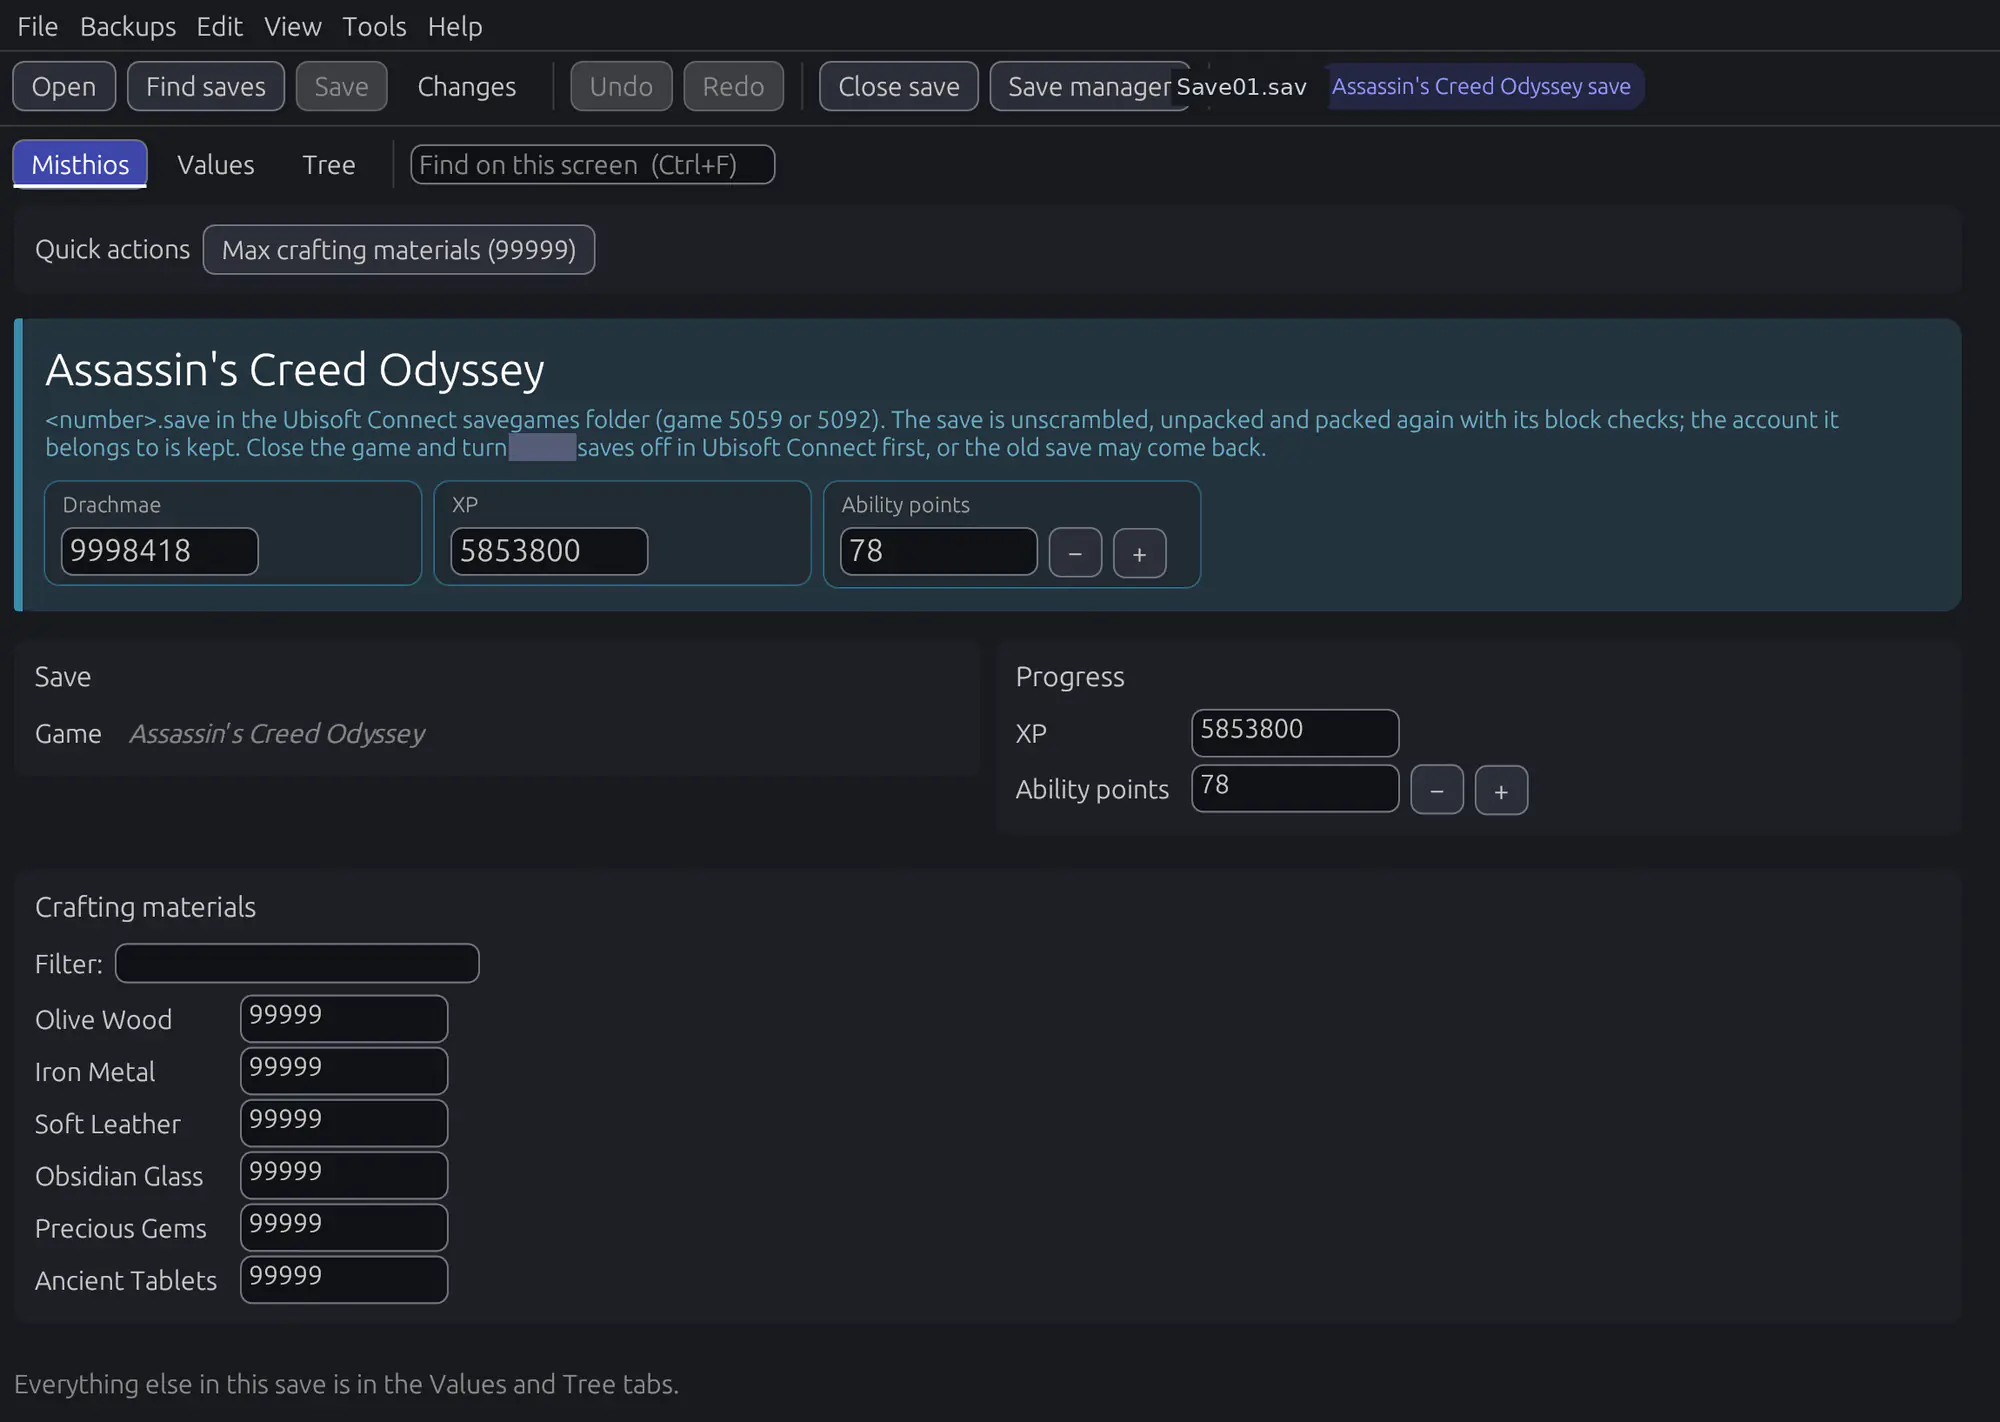 File Backups Edit View Tools Help
Open Find saves Save Changes Undo Redo Close save Save manager Save01.sav Assassin's Creed Odyssey save
Misthios Values Tree Find on this screen (Ctrl+F)
Quick actions Max crafting materials (99999)
Assassin's Creed Odyssey
<number>.save in the Ubisoft Connect savegames folder (game 5059 or 5092). The save is unscrambled, unpacked and packed again with its block checks; the account it
belongs to is kept. Close the game and turn saves off in Ubisoft Connect first, or the old save may come back.
Drachmae XP Ability points
9998418 5853800 78 − +
Save
Game Assassin's Creed Odyssey
Progress
XP 5853800
Ability points 78 − +
Crafting materials
Filter:
Olive Wood 99999
Iron Metal 99999
Soft Leather 99999
Obsidian Glass 99999
Precious Gems 99999
Ancient Tablets 99999
Everything else in this save is in the Values and Tree tabs.